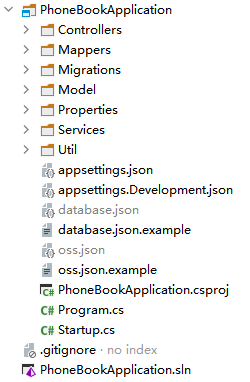 PhoneBookApplication
Controllers
Mappers
Migrations
Model
Properties
Services
Util
appsettings.json
appsettings.Development.json
database.json
database.json.example
oss.json
oss.json.example
C# PhoneBookApplication.csproj
C# Program.cs
C# Startup.cs
.gitignore · no index
PhoneBookApplication.sln